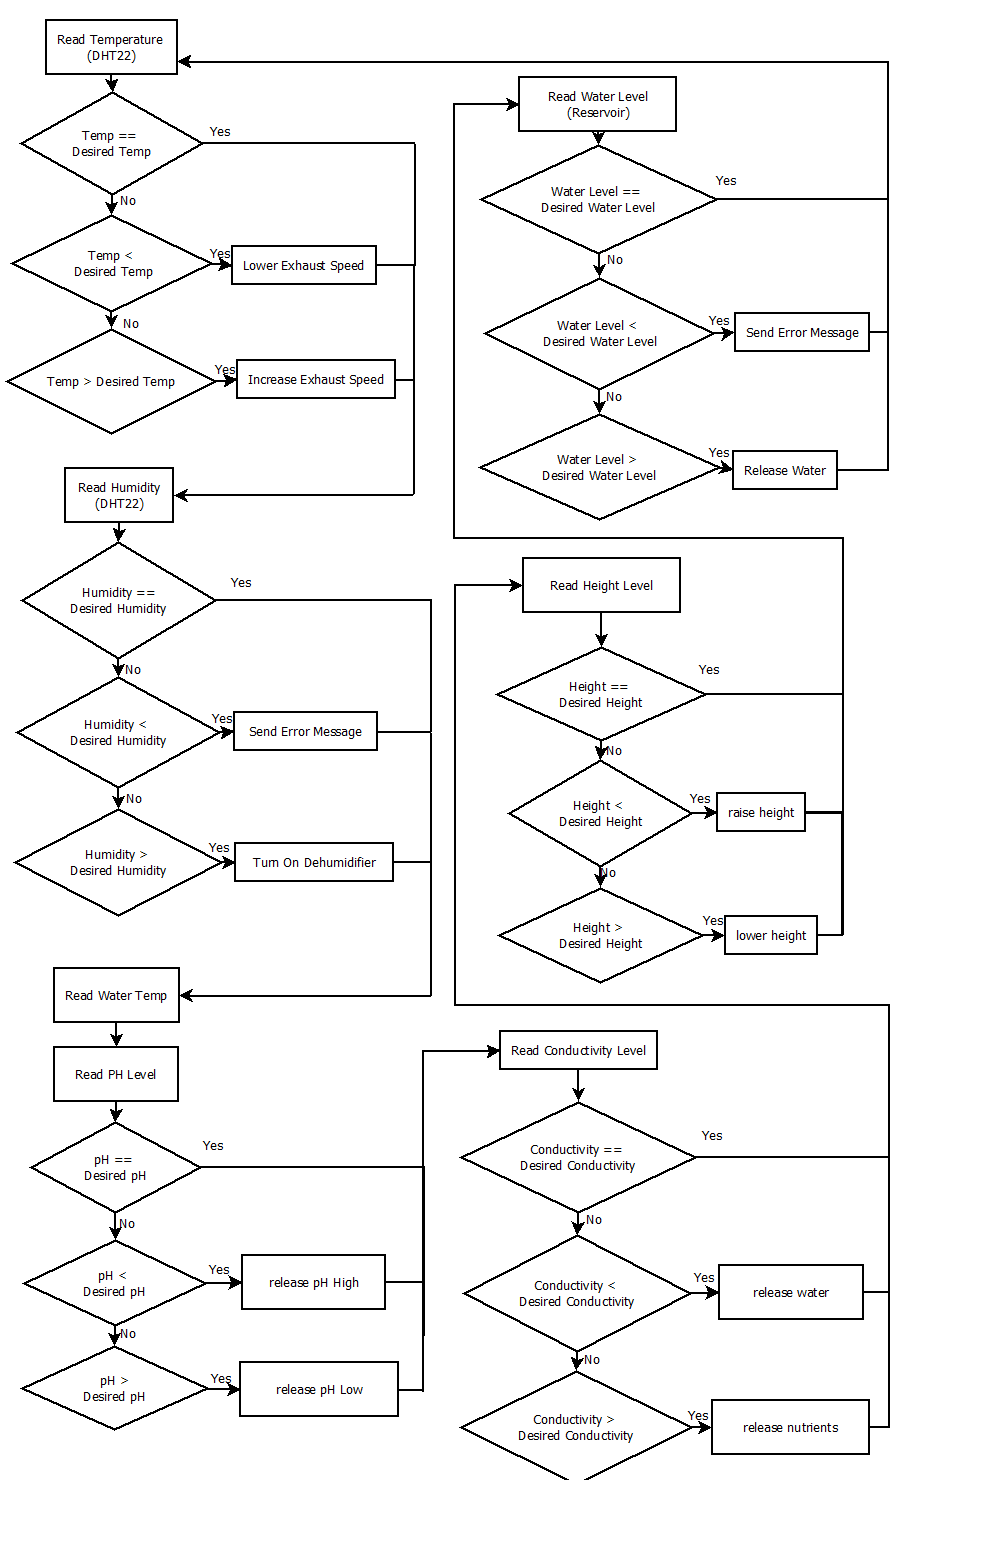 Read Temperature
(DHT22)
Temp ==
Desired Temp
Yes
No
Temp <
Desired Temp
Yes
Lower Exhaust Speed
No
Temp > Desired Temp
Yes
Increase Exhaust Speed
Read Humidity
(DHT22)
Humidity ==
Desired Humidity
Yes
No
Humidity <
Desired Humidity
Yes
Send Error Message
No
Humidity >
Desired Humidity
Yes
Turn On Dehumidifier
Read Water Temp
Read PH Level
pH ==
Desired pH
Yes
No
pH <
Desired pH
Yes
release pH High
No
pH >
Desired pH
Yes
release pH Low
Read Conductivity Level
Conductivity ==
Desired Conductivity
Yes
No
Conductivity <
Desired Conductivity
Yes
release water
No
Conductivity >
Desired Conductivity
Yes
release nutrients
Read Height Level
Height ==
Desired Height
Yes
No
Height <
Desired Height
Yes
raise height
No
Height >
Desired Height
Yes
lower height
Read Water Level
(Reservoir)
Water Level ==
Desired Water Level
Yes
No
Water Level <
Desired Water Level
Yes
Send Error Message
No
Water Level >
Desired Water Level
Yes
Release Water